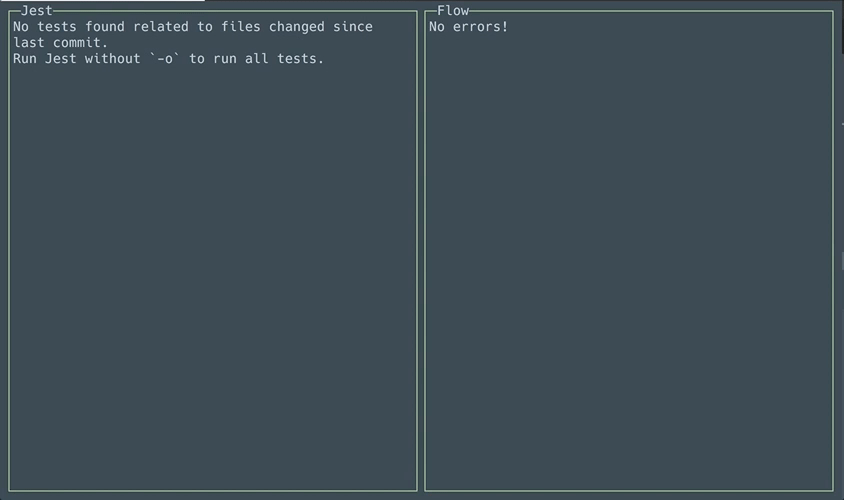 Jest
No tests found related to files changed since
last commit.
Run Jest without `-o` to run all tests.
Flow
No errors!